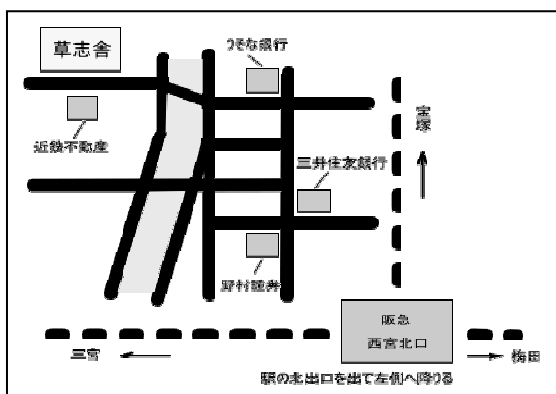 草志舎
りそな銀行
近鉄不動産
宝塚
三井住友銀行
野村證券
阪急
西宮北口
三宮
梅田
駅の北出口を出て左側へ降りる